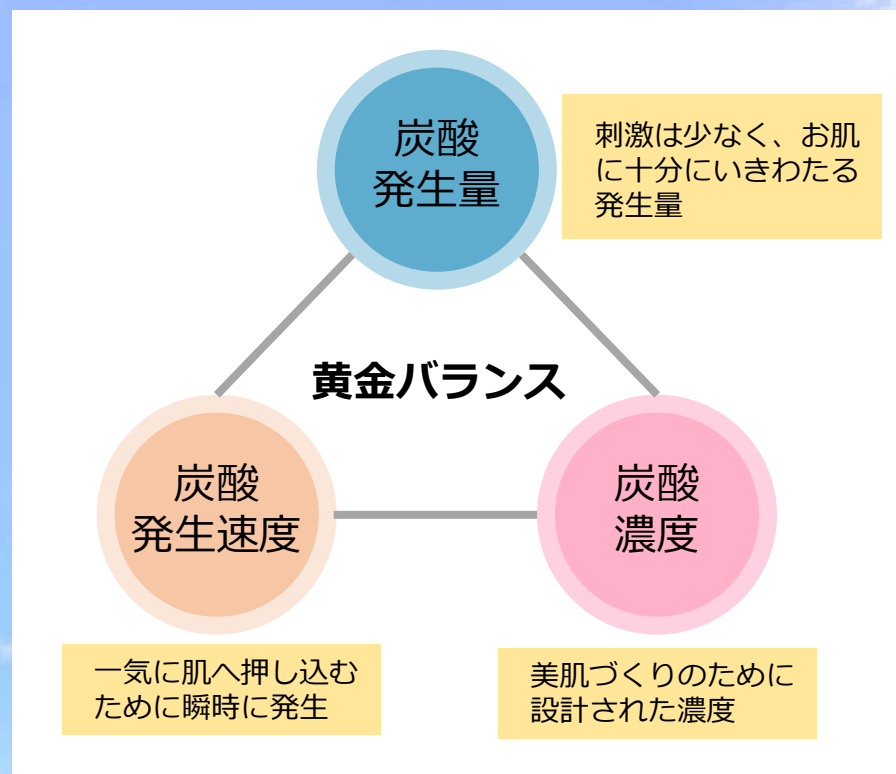 炭酸
発生量
刺激は少なく、お肌
に十分にいきわたる
発生量
黄金バランス
炭酸
発生速度
炭酸
濃度
一気に肌へ押し込む
ために瞬時に発生
美肌づくりのために
設計された濃度